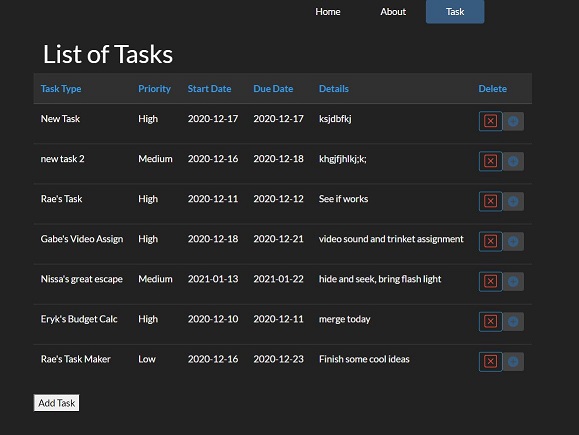 Home About Task
List of Tasks
Task Type Priority Start Date Due Date Details Delete
New Task High 2020-12-17 2020-12-17 ksjdbfkj
new task 2 Medium 2020-12-16 2020-12-18 khgjfjhlkj;k;
Rae's Task High 2020-12-11 2020-12-12 See if works
Gabe's Video Assign High 2020-12-18 2020-12-21 video sound and trinket assignment
Nissa's great escape Medium 2021-01-13 2021-01-22 hide and seek, bring flash light
Eryk's Budget Calc High 2020-12-10 2020-12-11 merge today
Rae's Task Maker Low 2020-12-16 2020-12-23 Finish some cool ideas
Add Task